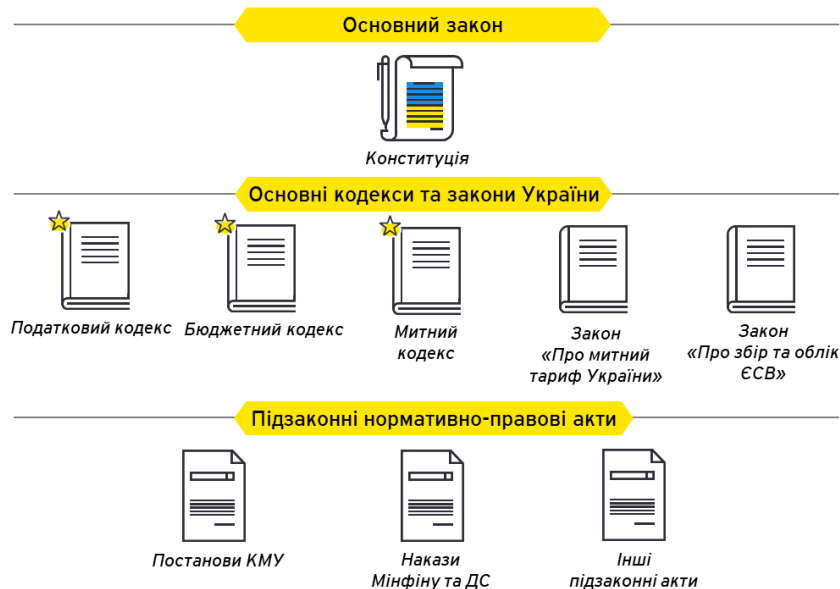 Основний закон
Конституція
Основні кодекси та закони України
Податковий кодекс
Бюджетний кодекс
Митний
кодекс
Закон
«Про митний
тариф України»
Закон
«Про збір та облік
ЄСВ»
Підзаконні нормативно-правові акти
Постанови КМУ
Накази
Мінфіну та ДС
Інші
підзаконні акти